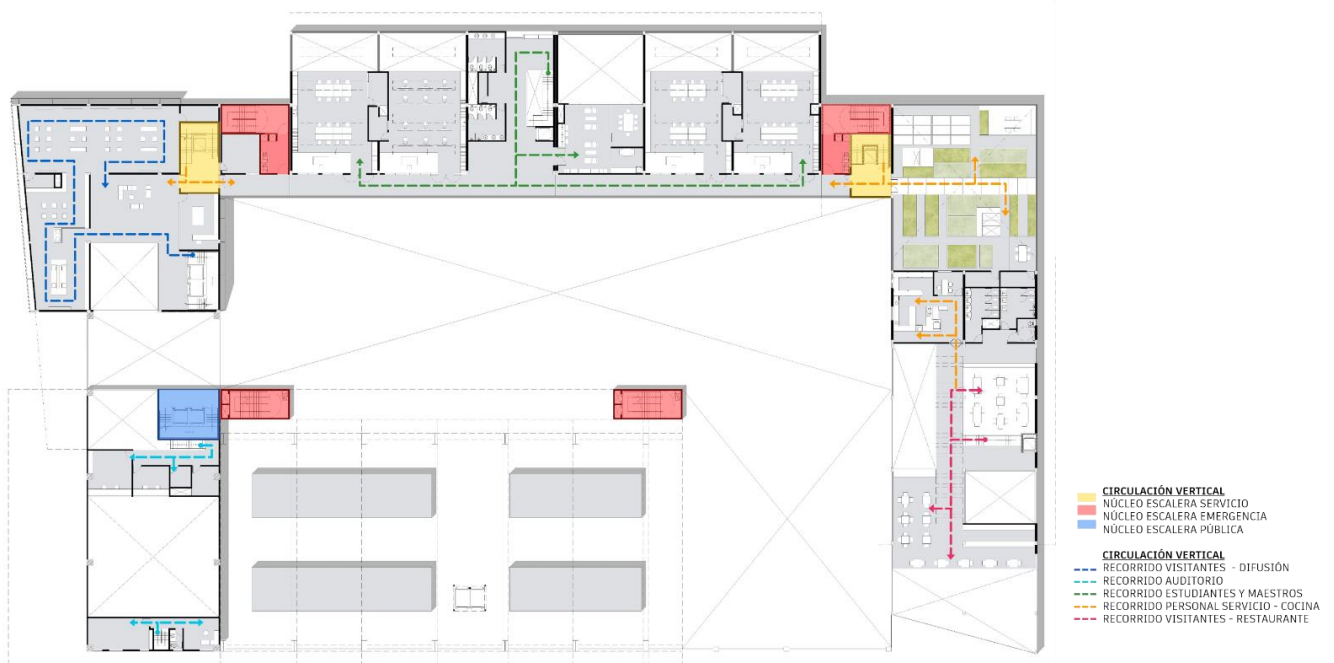 CIRCULACIÓN VERTICAL
NÚCLEO ESCALERA SERVICIO
NÚCLEO ESCALERA EMERGENCIA
NÚCLEO ESCALERA PÚBLICA
CIRCULACIÓN VERTICAL
RECORRIDO VISITANTES - DIFUSIÓN
RECORRIDO AUDITORIO
RECORRIDO ESTUDIANTES Y MAESTROS
RECORRIDO PERSONAL SERVICIO - COCINA
RECORRIDO VISITANTES - RESTAURANTE